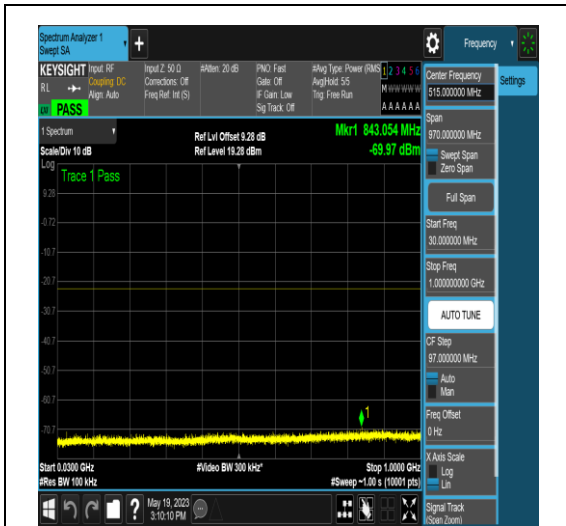 Spectrum Analyzer 1
Swept SA
+
Frequency
KEYSIGHT
RL
PASS
Input: RF
Coupling: DC
Align: Auto
Input Z: 50 Ω
Corrections: Off
Freq Ref: Int (S)
#Atten: 20 dB
PNO: Fast
Gate: Off
IF Gain: Low
Sig Track: Off
#Avg Type: Power (RMS
Avg|Hold: 5/5
Trig: Free Run
1 2 3 4 5 6
M W W W W W
A A A A A A
Center Frequency
515.000000 MHz
Settings
Span
970.000000 MHz
Swept Span
Zero Span
Full Span
Start Freq
30.000000 MHz
Stop Freq
1.000000000 GHz
AUTO TUNE
CF Step
97.000000 MHz
Auto
Man
Freq Offset
0 Hz
X Axis Scale
Log
Lin
Signal Track
(Span Zoom)
1 Spectrum
Scale/Div 10 dB
Ref Lvl Offset 9.28 dB
Ref Level 19.28 dBm
Mkr1 843.054 MHz
-69.97 dBm
Log
Trace 1 Pass
9.28
-0.72
-10.7
-20.7
-30.7
-40.7
-50.7
-60.7
-70.7
1
Start 0.0300 GHz
#Res BW 100 kHz
#Video BW 300 kHz*
Stop 1.0000 GHz
#Sweep ~1.00 s (10001 pts)
?
May 19, 2023
3:10:10 PM